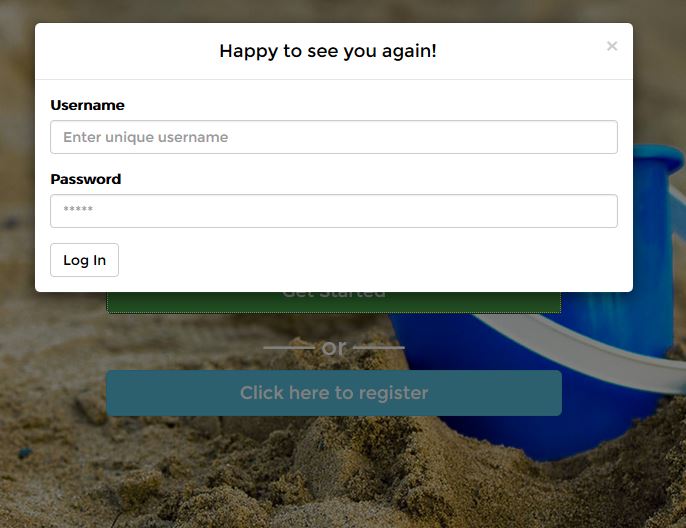 Happy to see you again!
×
Username
Enter unique username
Password
*****
Log In
Get Started
or
Click here to register